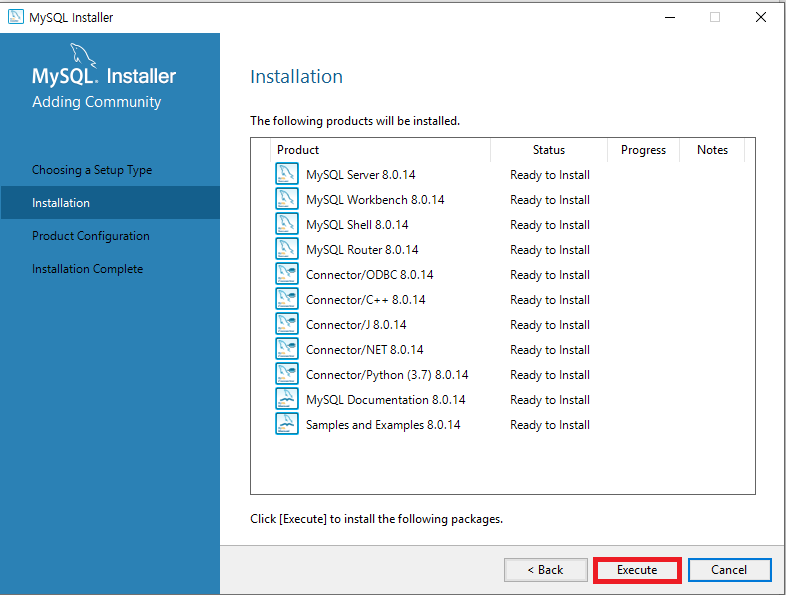 MySQL Installer
MySQL. Installer
Adding Community
Choosing a Setup Type
Installation
Product Configuration
Installation Complete
Installation
The following products will be installed.
Product Status Progress Notes
MySQL Server 8.0.14 Ready to Install
MySQL Workbench 8.0.14 Ready to Install
MySQL Shell 8.0.14 Ready to Install
MySQL Router 8.0.14 Ready to Install
Connector/ODBC 8.0.14 Ready to Install
Connector/C++ 8.0.14 Ready to Install
Connector/J 8.0.14 Ready to Install
Connector/NET 8.0.14 Ready to Install
Connector/Python (3.7) 8.0.14 Ready to Install
MySQL Documentation 8.0.14 Ready to Install
Samples and Examples 8.0.14 Ready to Install
Click [Execute] to install the following packages.
< Back Execute Cancel